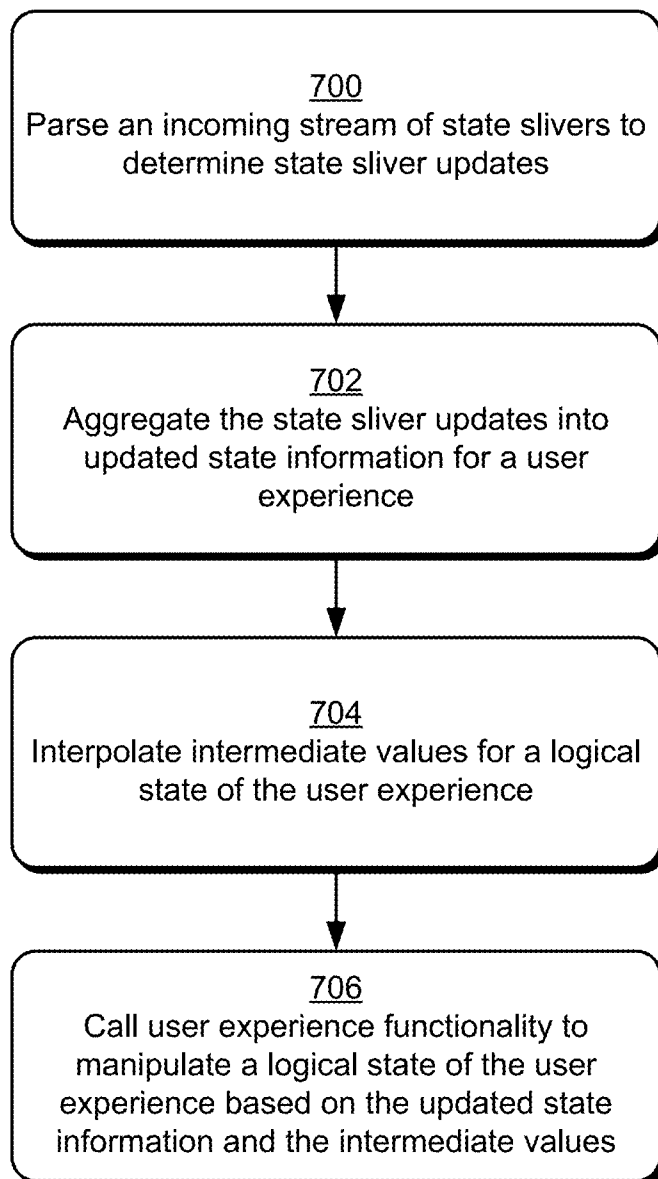 700
Parse an incoming stream of state slivers to
determine state sliver updates
702
Aggregate the state sliver updates into
updated state information for a user
experience
704
Interpolate intermediate values for a logical
state of the user experience
706
Call user experience functionality to
manipulate a logical state of the user
experience based on the updated state
information and the intermediate values